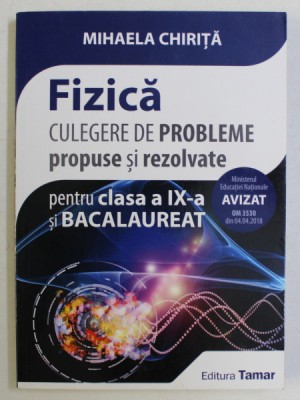 MIHAELA CHIRIȚĂ
Fizică
CULEGERE DE PROBLEME
propuse și rezolvate
pentru clasa a IX-a
și BACALAUREAT
Ministerul
Educației Naționale
AVIZAT
OM 3530
din 04.04.2018
Editura Tamar